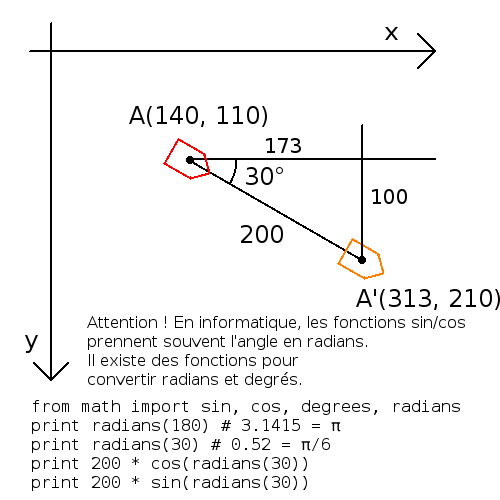 x
A(140, 110)
173
30°
100
200
A'(313, 210)
y
Attention ! En informatique, les fonctions sin/cos
prennent souvent l'angle en radians.
Il existe des fonctions pour
convertir radians et degrés.
from math import sin, cos, degrees, radians
print radians(180) # 3.1415 = π
print radians(30) # 0.52 = π/6
print 200 * cos(radians(30))
print 200 * sin(radians(30))